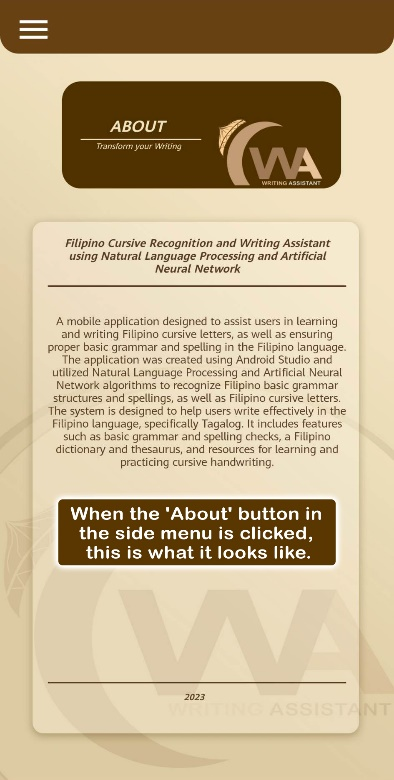 ABOUT
Transform your Writing
WA
WRITING ASSISTANT
Filipino Cursive Recognition and Writing Assistant
using Natural Language Processing and Artificial
Neural Network
A mobile application designed to assist users in learning
and writing Filipino cursive letters, as well as ensuring
proper basic grammar and spelling in the Filipino language.
The application was created using Android Studio and
utilized Natural Language Processing and Artificial Neural
Network algorithms to recognize Filipino basic grammar
structures and spellings, as well as Filipino cursive letters.
The system is designed to help users write effectively in the
Filipino language, specifically Tagalog. It includes features
such as basic grammar and spelling checks, a Filipino
dictionary and thesaurus, and resources for learning and
practicing cursive handwriting.
When the 'About' button in
the side menu is clicked,
this is what it looks like.
WA
2023
WRITING ASSISTANT